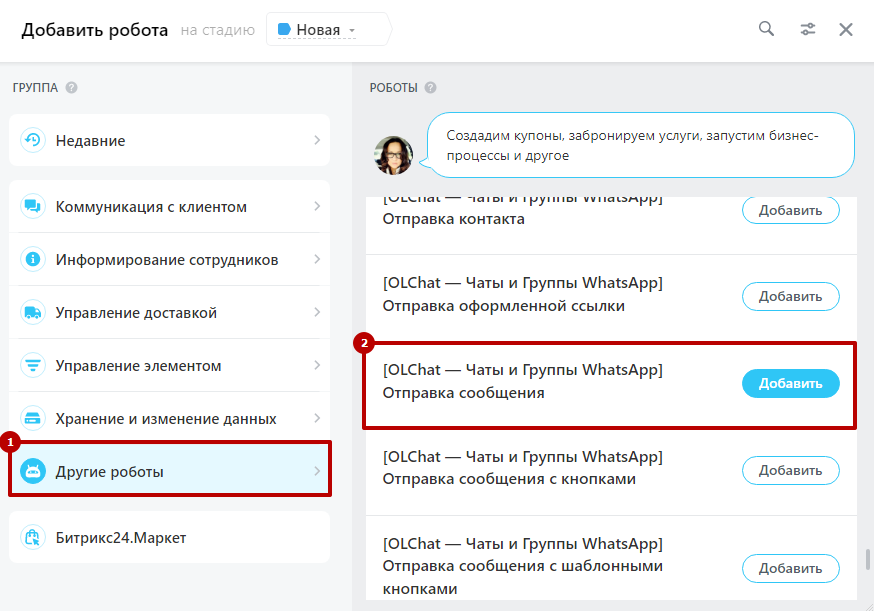 Добавить робота на стадию Новая
ГРУППА ?
Недавние
Коммуникация с клиентом
Информирование сотрудников
Управление доставкой
Управление элементом
Хранение и изменение данных
1
Другие роботы
Битрикс24.Маркет
РОБОТЫ ?
Создадим купоны, забронируем услуги, запустим бизнес-
процессы и другое
[OLChat — Чаты и Группы WhatsApp]
Отправка контакта
Добавить
[OLChat — Чаты и Группы WhatsApp]
Отправка оформленной ссылки
Добавить
2
[OLChat — Чаты и Группы WhatsApp]
Отправка сообщения
Добавить
[OLChat — Чаты и Группы WhatsApp]
Отправка сообщения с кнопками
Добавить
[OLChat — Чаты и Группы WhatsApp]
Отправка сообщения с шаблонными
кнопками
Добавить